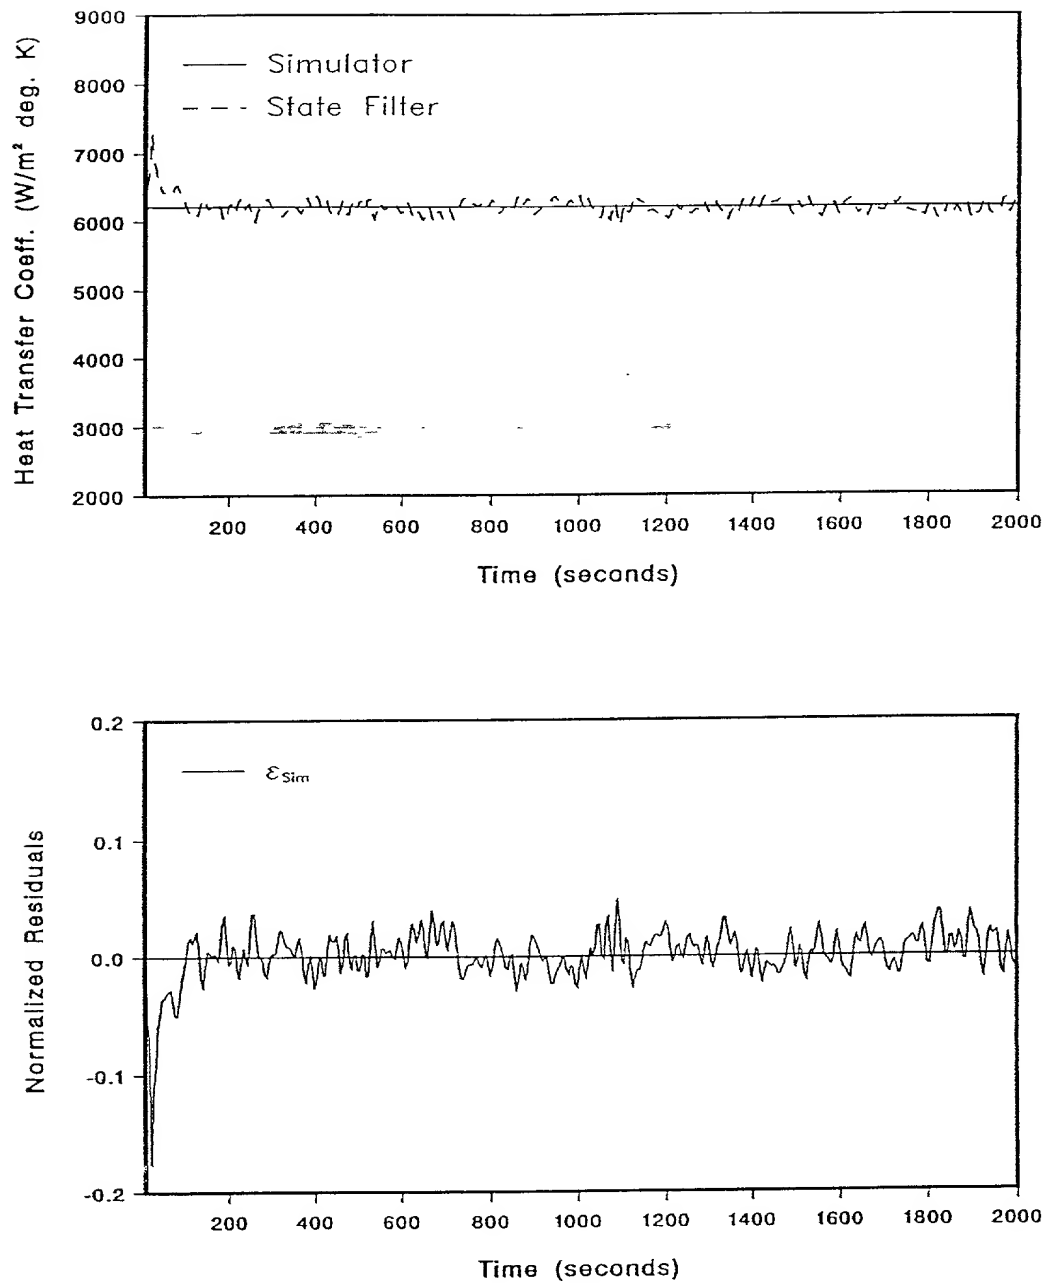 9000
8000
7000
6000
5000
4000
3000
2000
Heat Transfer Coeff. (W/m² deg. K)
Simulator
State Filter
200 400 600 800 1000 1200 1400 1600 1800 2000
Time (seconds)
0.2
0.1
0.0
-0.1
-0.2
Normalized Residuals
εSim
200 400 600 800 1000 1200 1400 1600 1800 2000
Time (seconds)